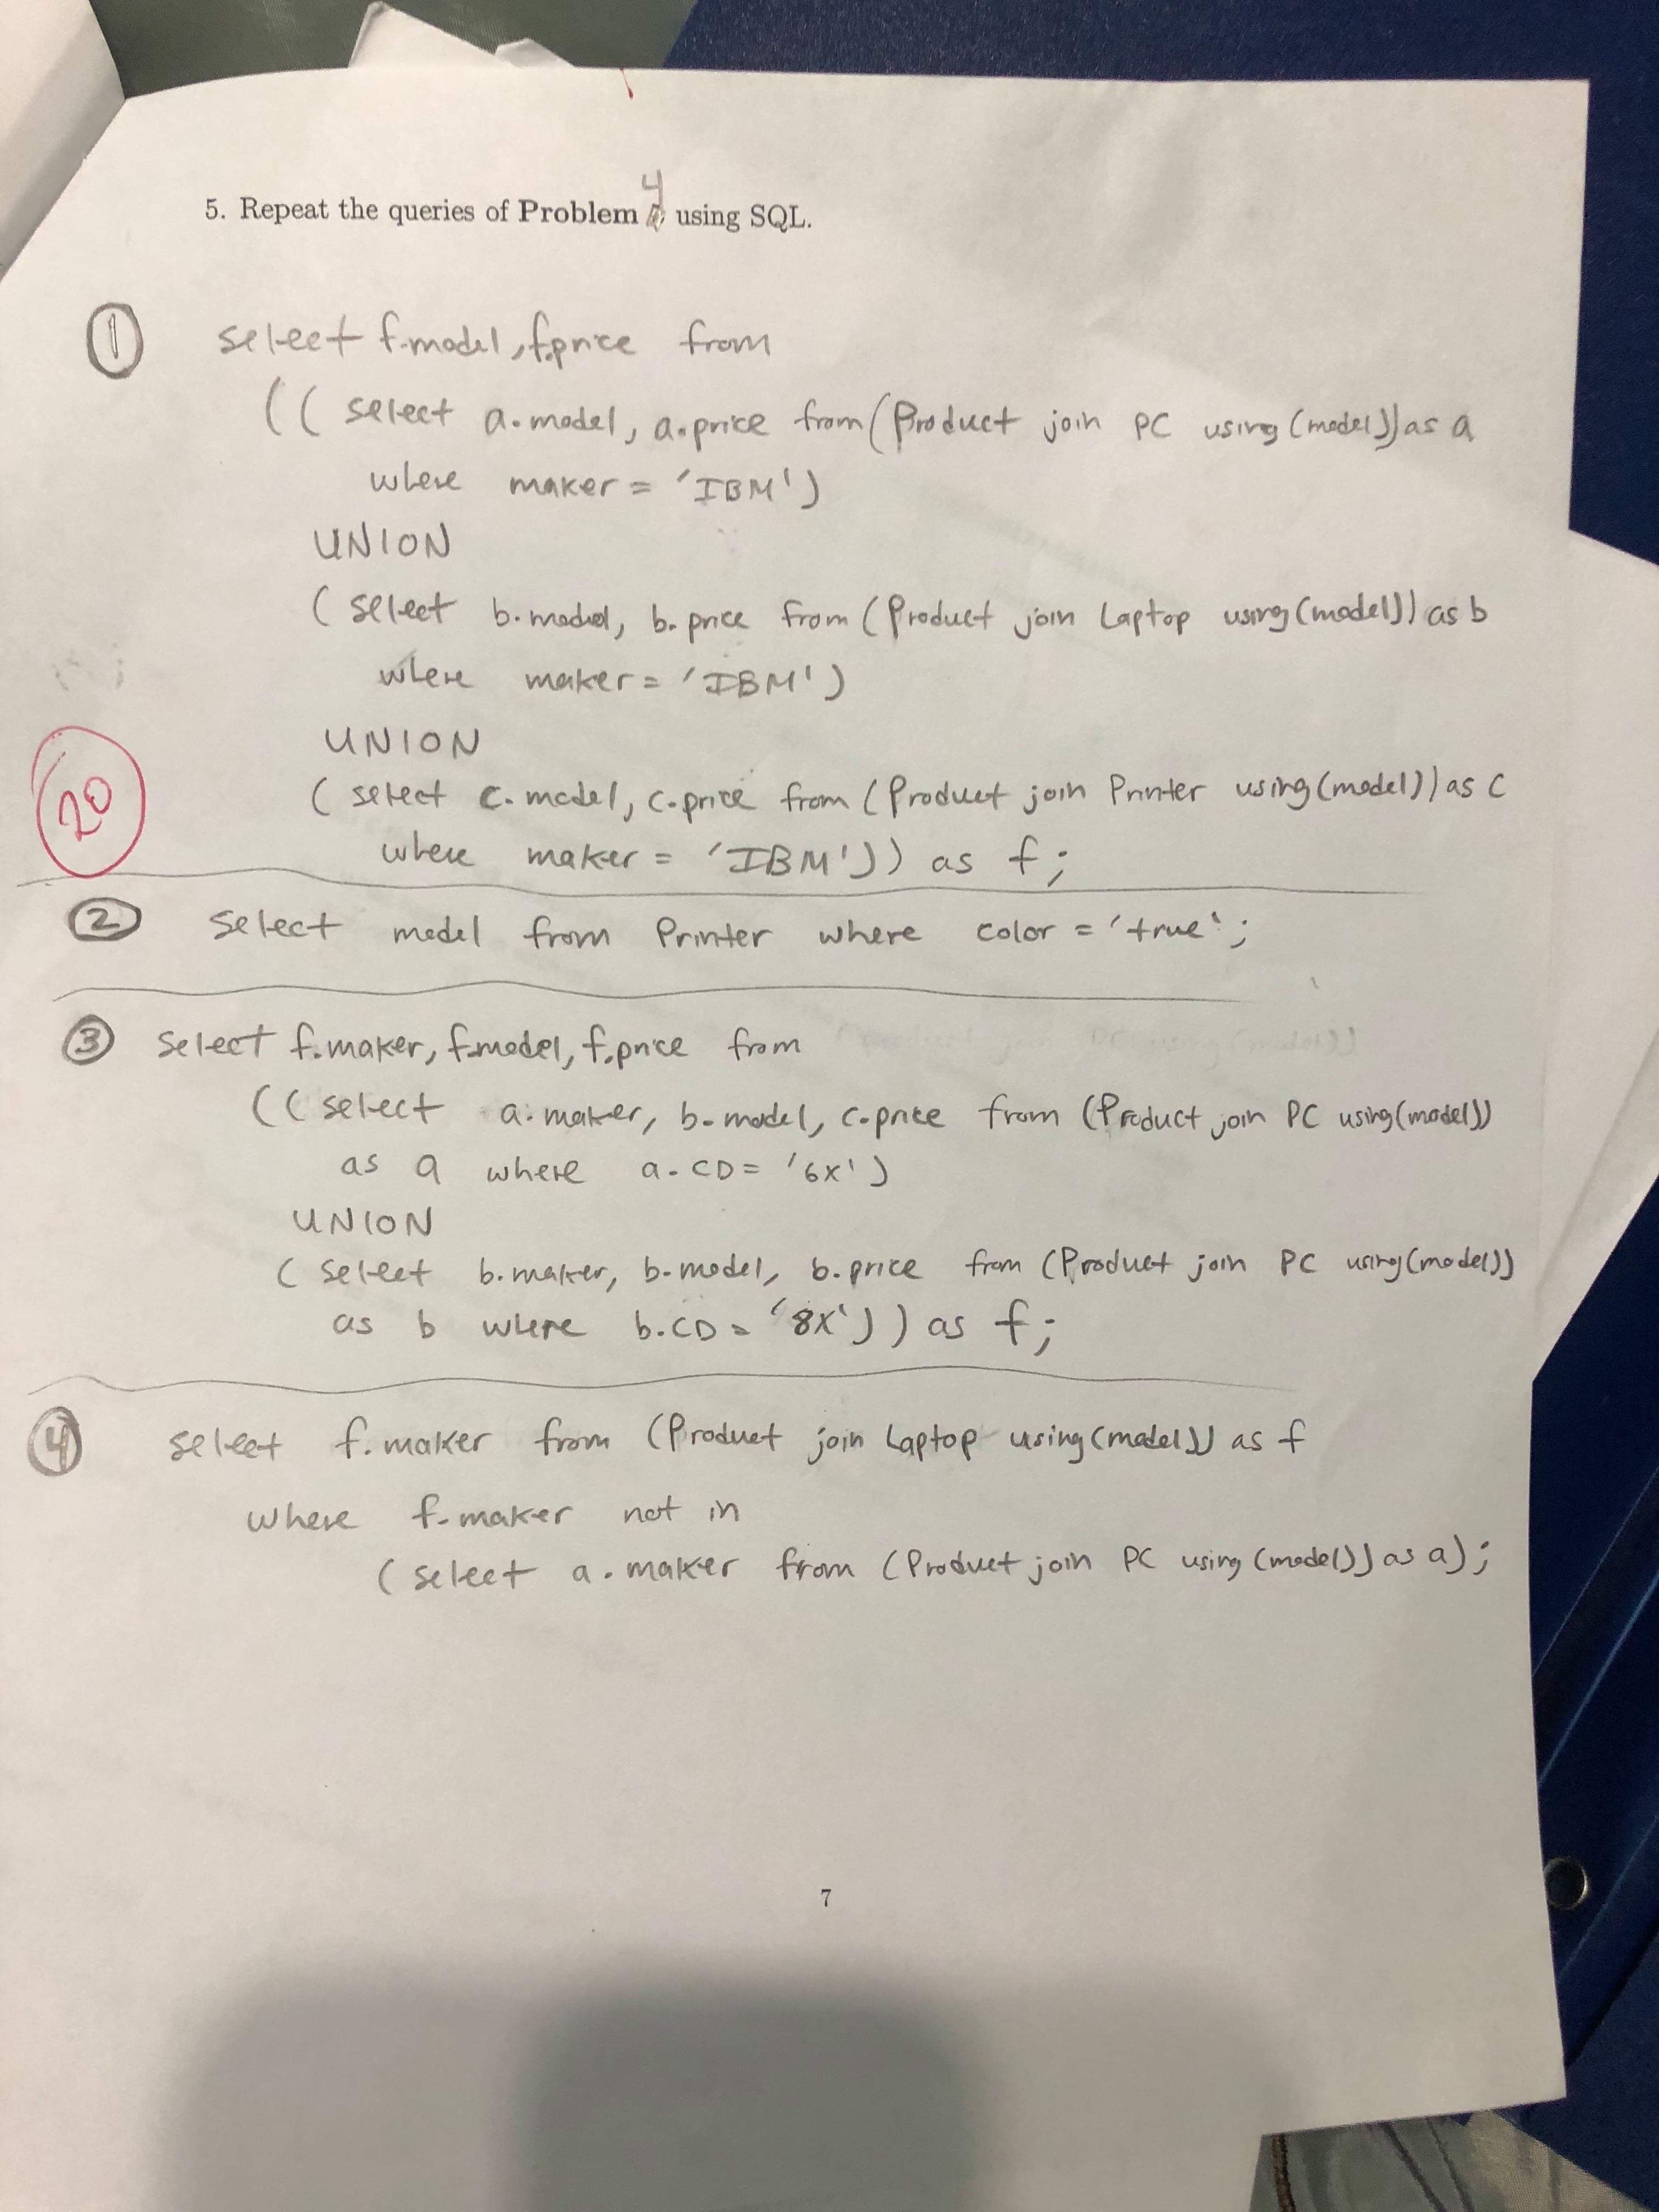 5. Repeat the queries of Problem 4 using SQL.
① select f.model, f.price from
(( select a.model, a.price from (Product join PC using (model)) as a
where maker = 'IBM')
UNION
( select b.model, b.price from (Product join Laptop using(model)) as b
where maker = 'IBM')
UNION
( select c.model, c.price from (Product join Printer using(model)) as c
where maker = 'IBM')) as f;
20
② select model from Printer where color = 'true';
③ select f.maker, f.model, f.price from
(( select a.maker, b.model, c.price from (Product join PC using(model))
as a where a.CD = '6X')
UNION
( select b.maker, b.model, b.price from (Product join PC using(model))
as b where b.CD = '8X')) as f;
④ select f.maker from (Product join Laptop using(model)) as f
where f.maker not in
( select a.maker from (Product join PC using (model)) as a);
7